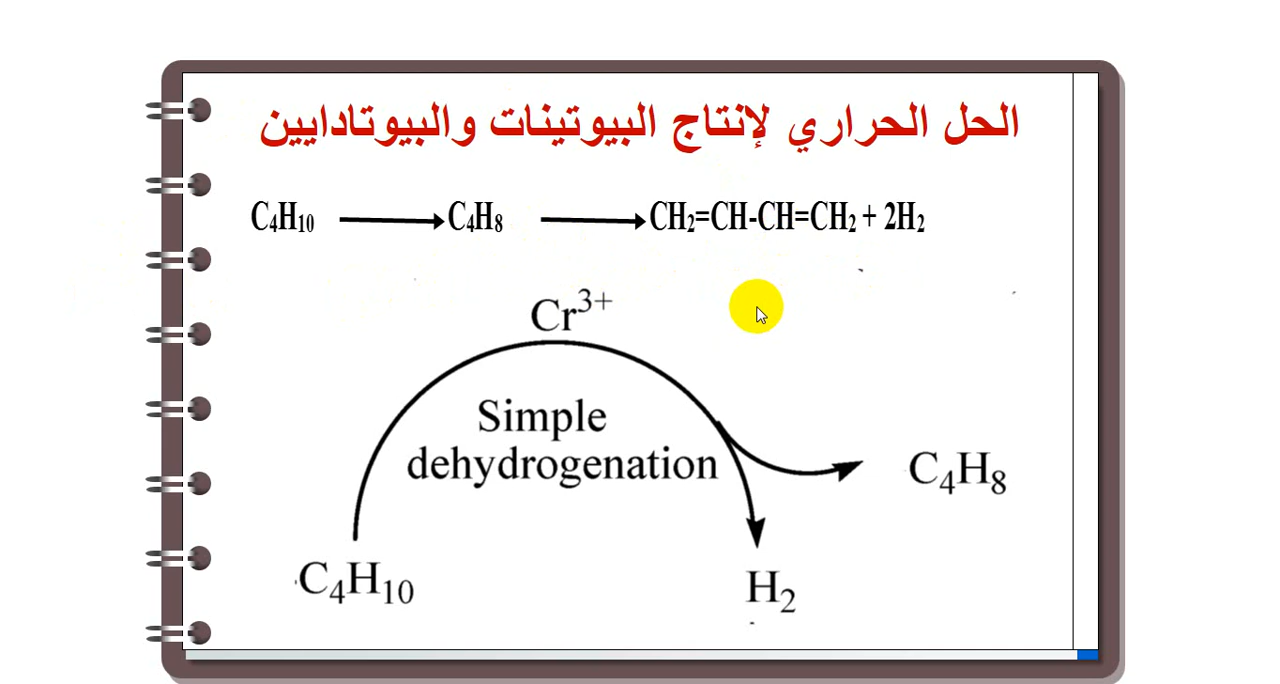 الحل الحراري لإنتاج البيوتينات والبيوتادايين
C₄H₁₀ ⟶ C₄H₈ ⟶ CH₂=CH-CH=CH₂ + 2H₂
Cr³⁺
Simple
dehydrogenation
C₄H₈
C₄H₁₀
H₂